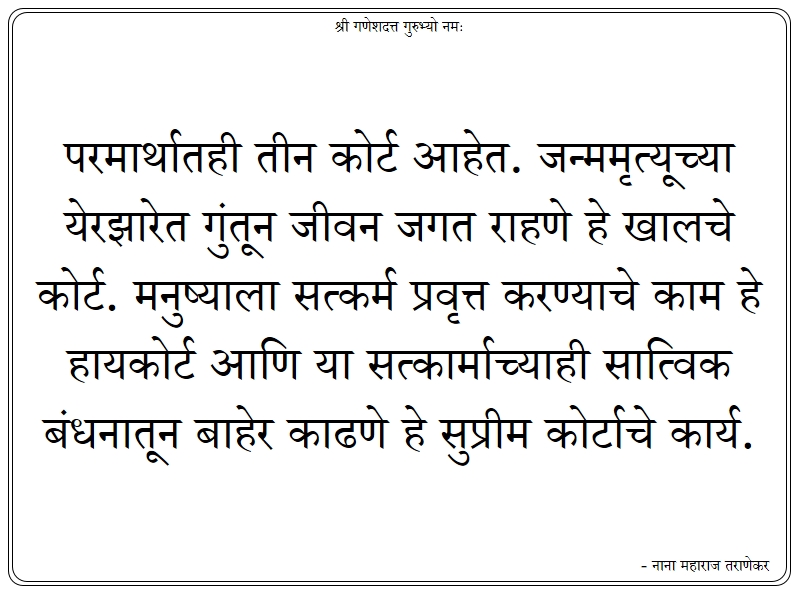 श्री गणेशदत्त गुरुभ्यो नमः
परमार्थातही तीन कोर्ट आहेत. जन्ममृत्यूच्या
येरझारेत गुंतून जीवन जगत राहणे हे खालचे
कोर्ट. मनुष्याला सत्कर्म प्रवृत्त करण्याचे काम हे
हायकोर्ट आणि या सत्कार्माच्याही सात्विक
बंधनातून बाहेर काढणे हे सुप्रीम कोर्टाचे कार्य.
- नाना महाराज तराणेकर